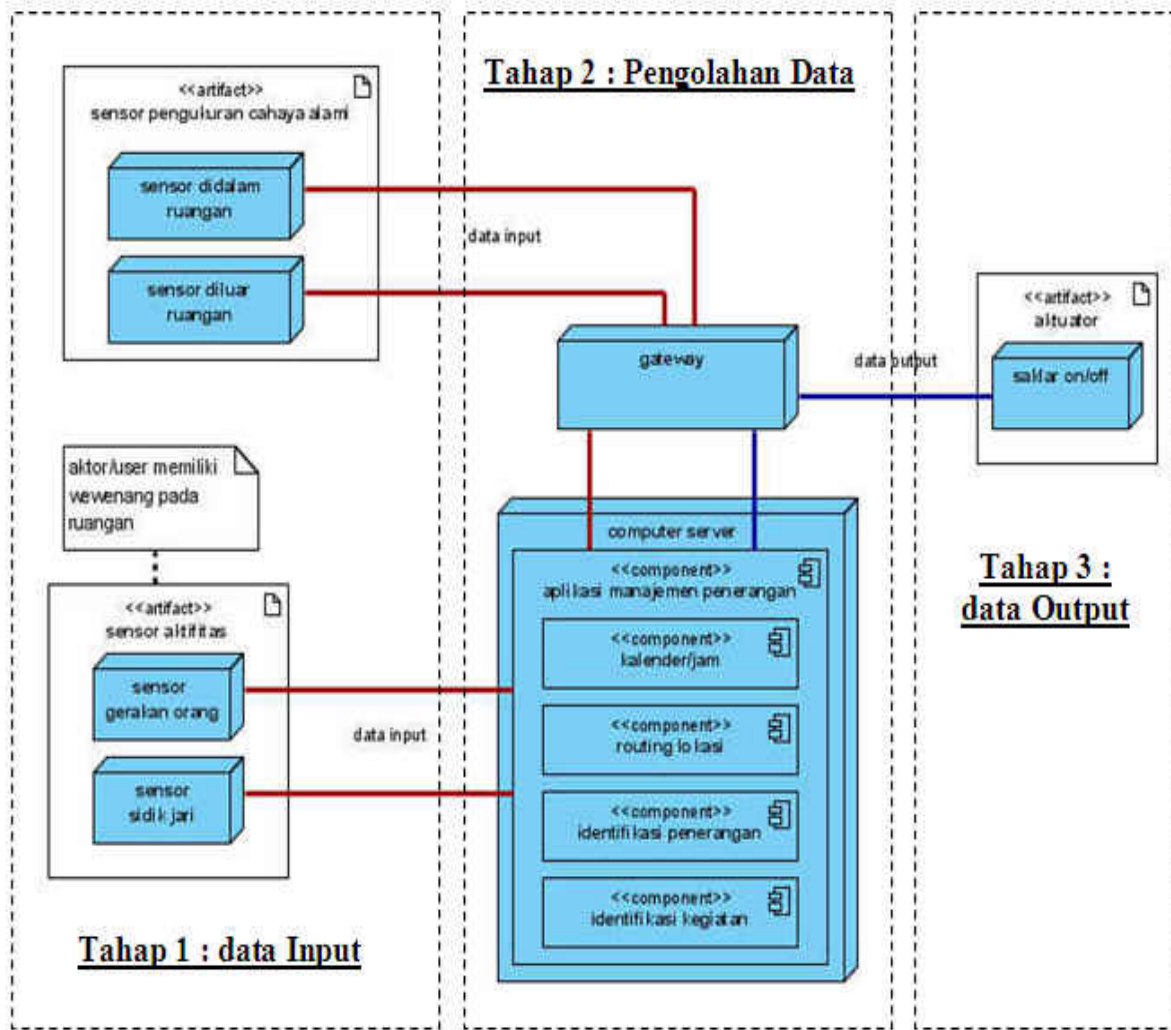 <<artifact>>
sensor pengukuran cahaya alami
sensor didalam
ruangan
sensor diluar
ruangan
aktor/user memiliki
wewenang pada
ruangan
<<artifact>>
sensor aktifitas
sensor
gerakan orang
sensor
sidik jari
Tahap 1 : data Input
data input
data input
Tahap 2 : Pengolahan Data
gateway
computer server
<<component>>
aplikasi manajemen penerangan
<<component>>
kalender/jam
<<component>>
routing lokasi
<<component>>
identifikasi penerangan
<<component>>
identifikasi kegiatan
data output
<<artifact>>
aktuator
saklar on/off
Tahap 3 :
data Output